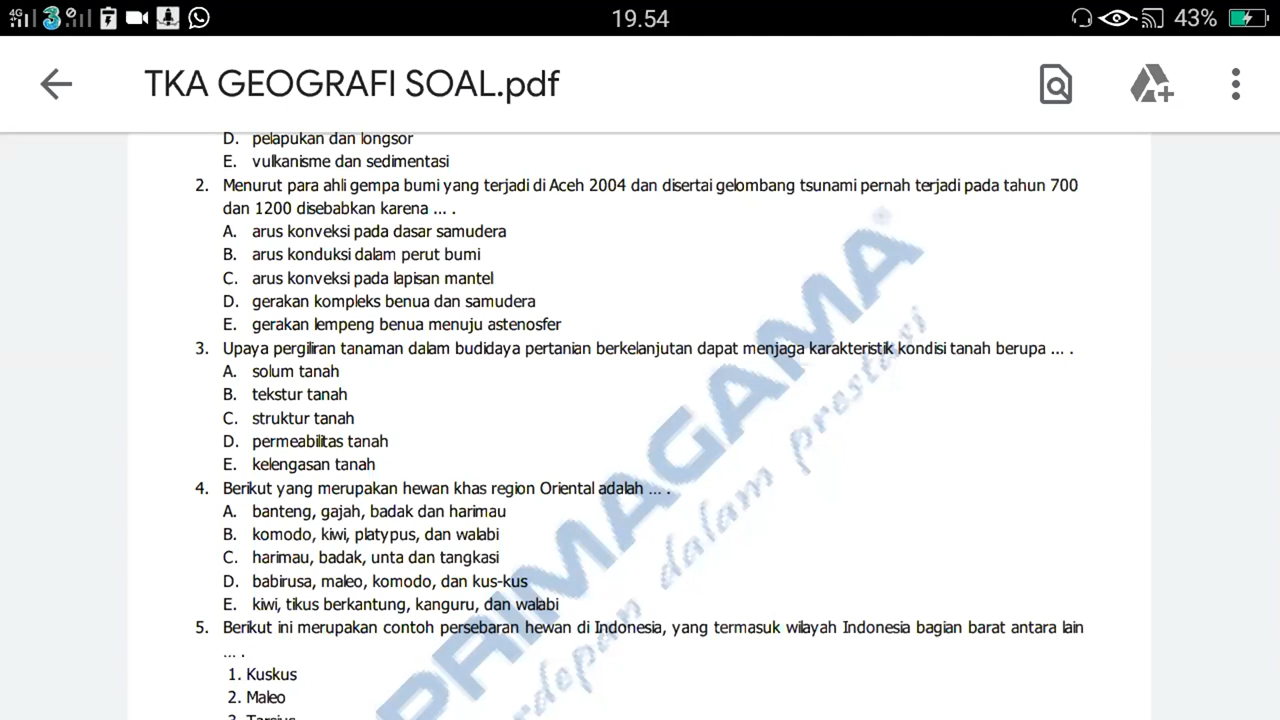 4G
3
19.54
43%
TKA GEOGRAFI SOAL.pdf
D. pelapukan dan longsor
E. vulkanisme dan sedimentasi
2. Menurut para ahli gempa bumi yang terjadi di Aceh 2004 dan disertai gelombang tsunami pernah terjadi pada tahun 700
dan 1200 disebabkan karena ... .
A. arus konveksi pada dasar samudera
B. arus konduksi dalam perut bumi
C. arus konveksi pada lapisan mantel
D. gerakan kompleks benua dan samudera
E. gerakan lempeng benua menuju astenosfer
3. Upaya pergiliran tanaman dalam budidaya pertanian berkelanjutan dapat menjaga karakteristik kondisi tanah berupa ... .
A. solum tanah
B. tekstur tanah
C. struktur tanah
D. permeabilitas tanah
E. kelengasan tanah
4. Berikut yang merupakan hewan khas region Oriental adalah ... .
A. banteng, gajah, badak dan harimau
B. komodo, kiwi, platypus, dan walabi
C. harimau, badak, unta dan tangkasi
D. babirusa, maleo, komodo, dan kus-kus
E. kiwi, tikus berkantung, kanguru, dan walabi
5. Berikut ini merupakan contoh persebaran hewan di Indonesia, yang termasuk wilayah Indonesia bagian barat antara lain
... .
1. Kuskus
2. Maleo
3. Tarsius
PRIMAGAMA
dalam prestasi